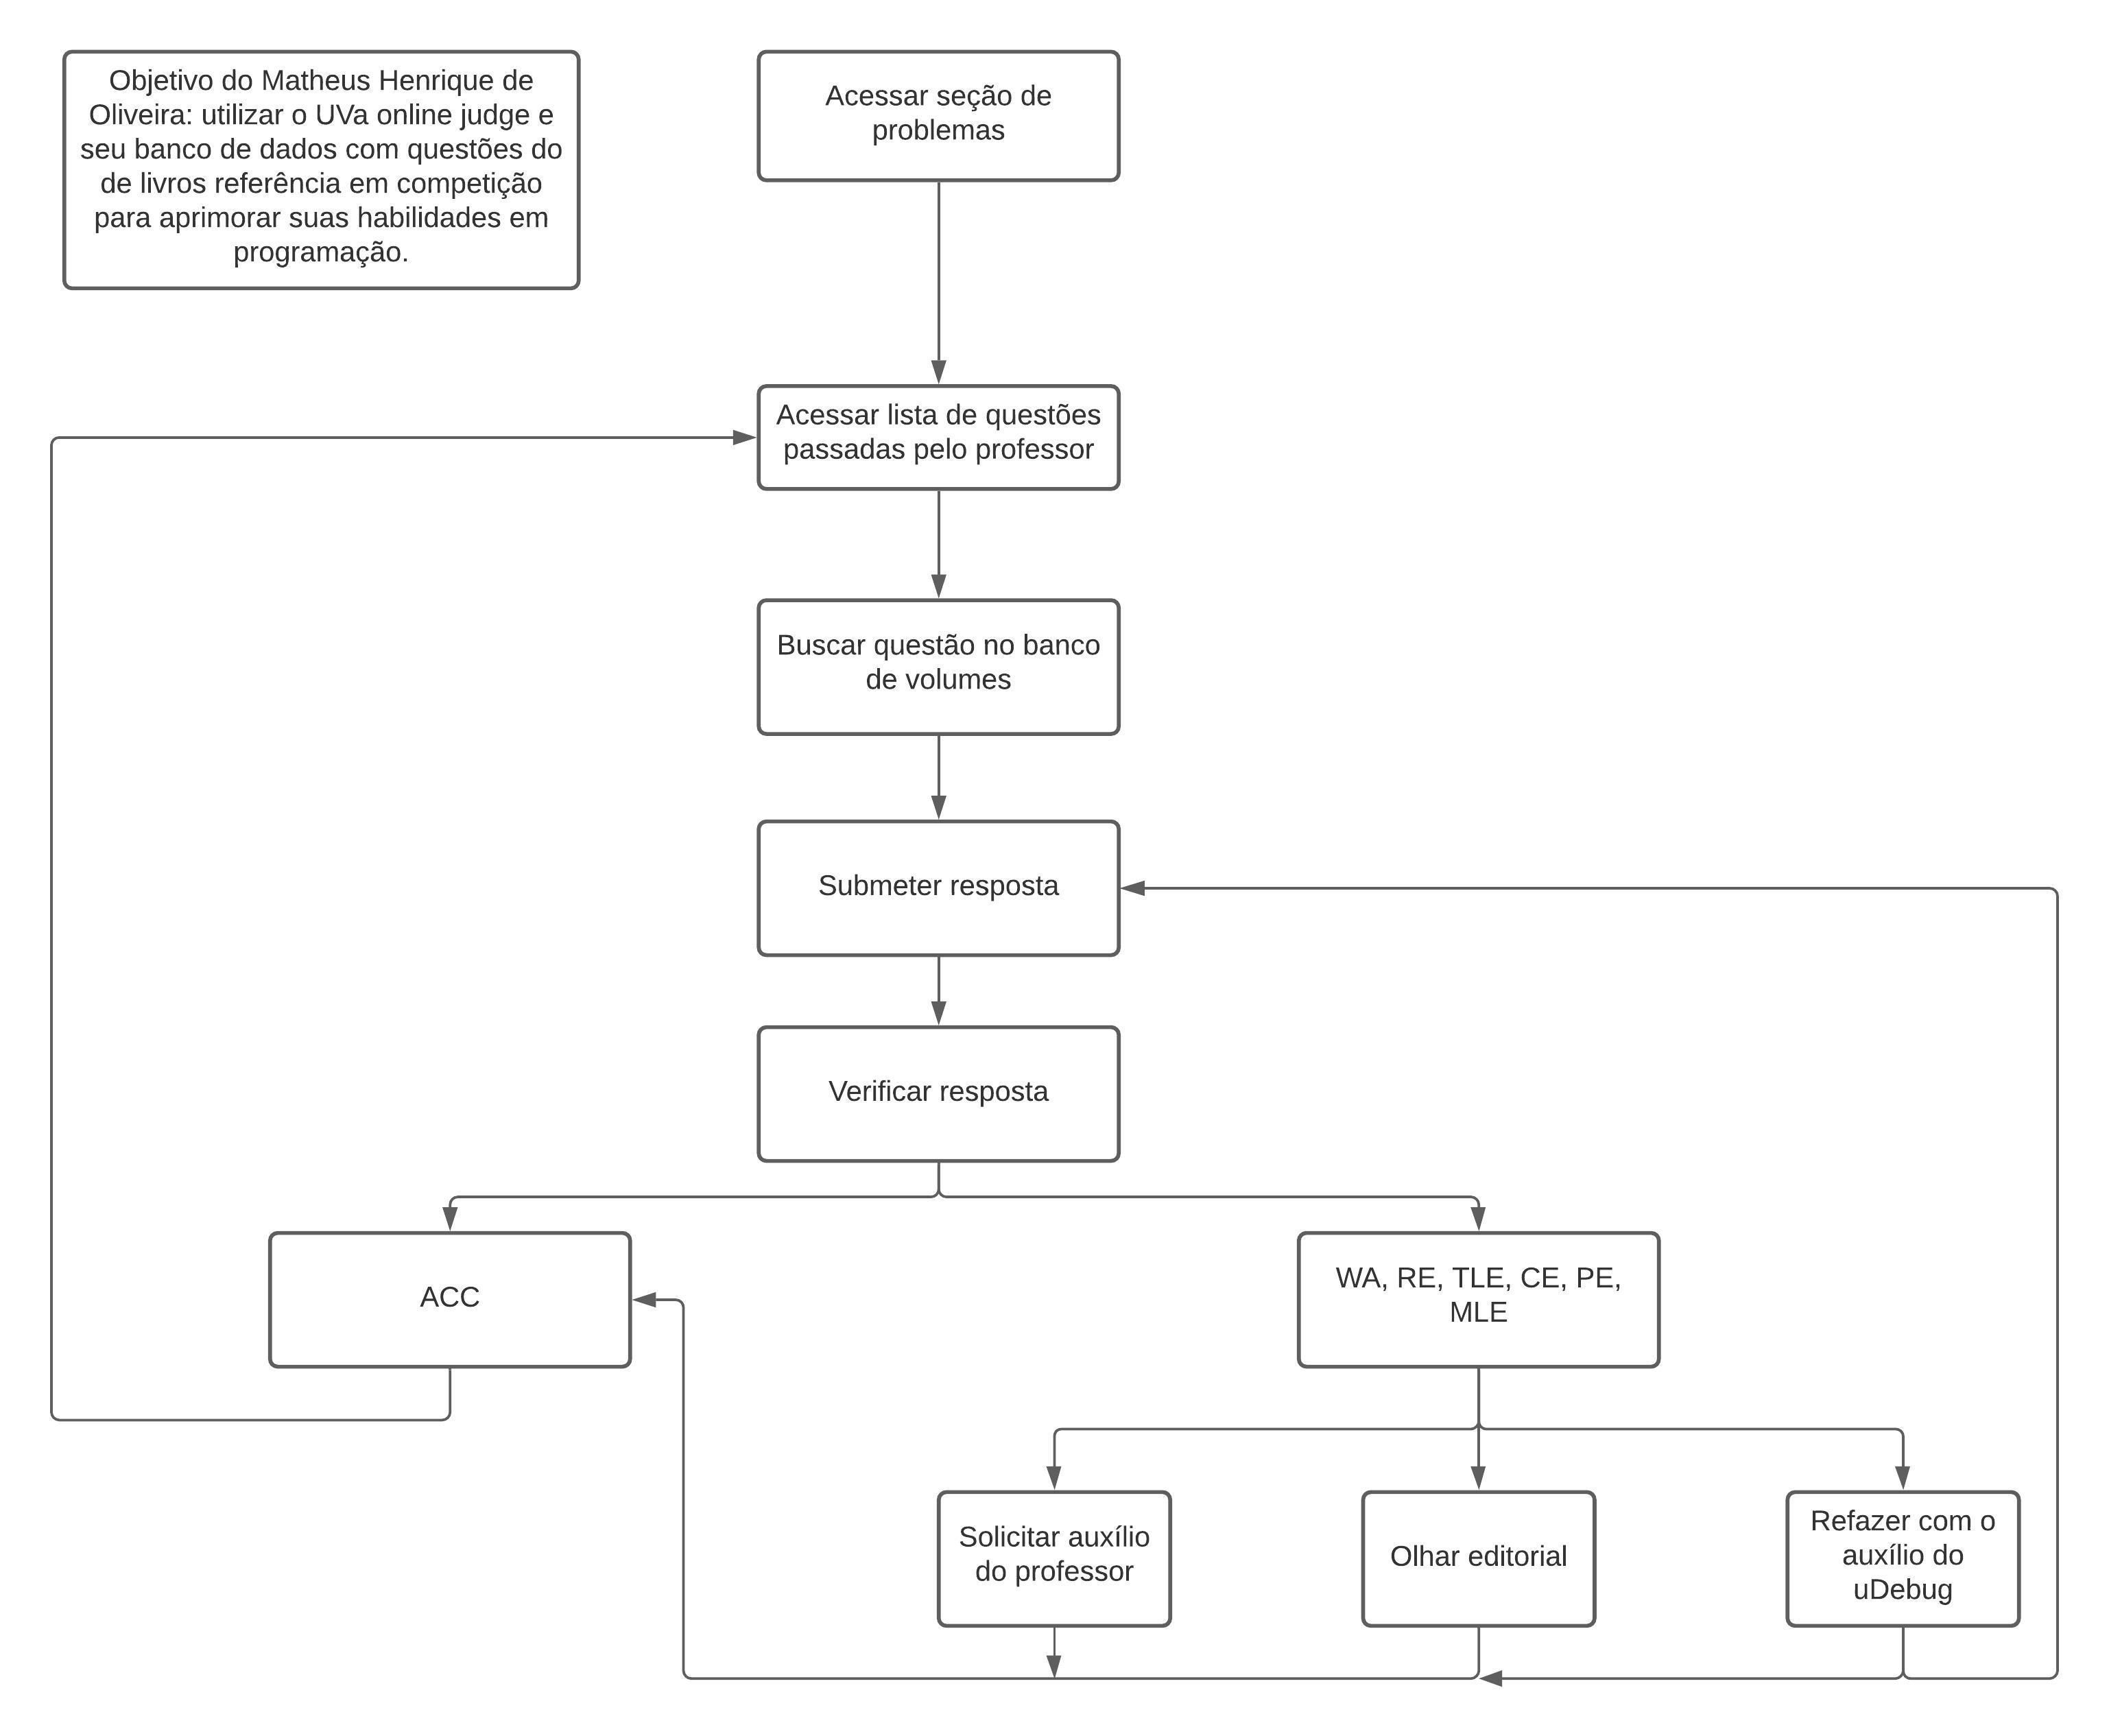 Objetivo do Matheus Henrique de
Oliveira: utilizar o UVa online judge e
seu banco de dados com questões do
de livros referência em competição
para aprimorar suas habilidades em
programação.
Acessar seção de
problemas
Acessar lista de questões
passadas pelo professor
Buscar questão no banco
de volumes
Submeter resposta
Verificar resposta
ACC
WA, RE, TLE, CE, PE,
MLE
Solicitar auxílio
do professor
Olhar editorial
Refazer com o
auxílio do
uDebug